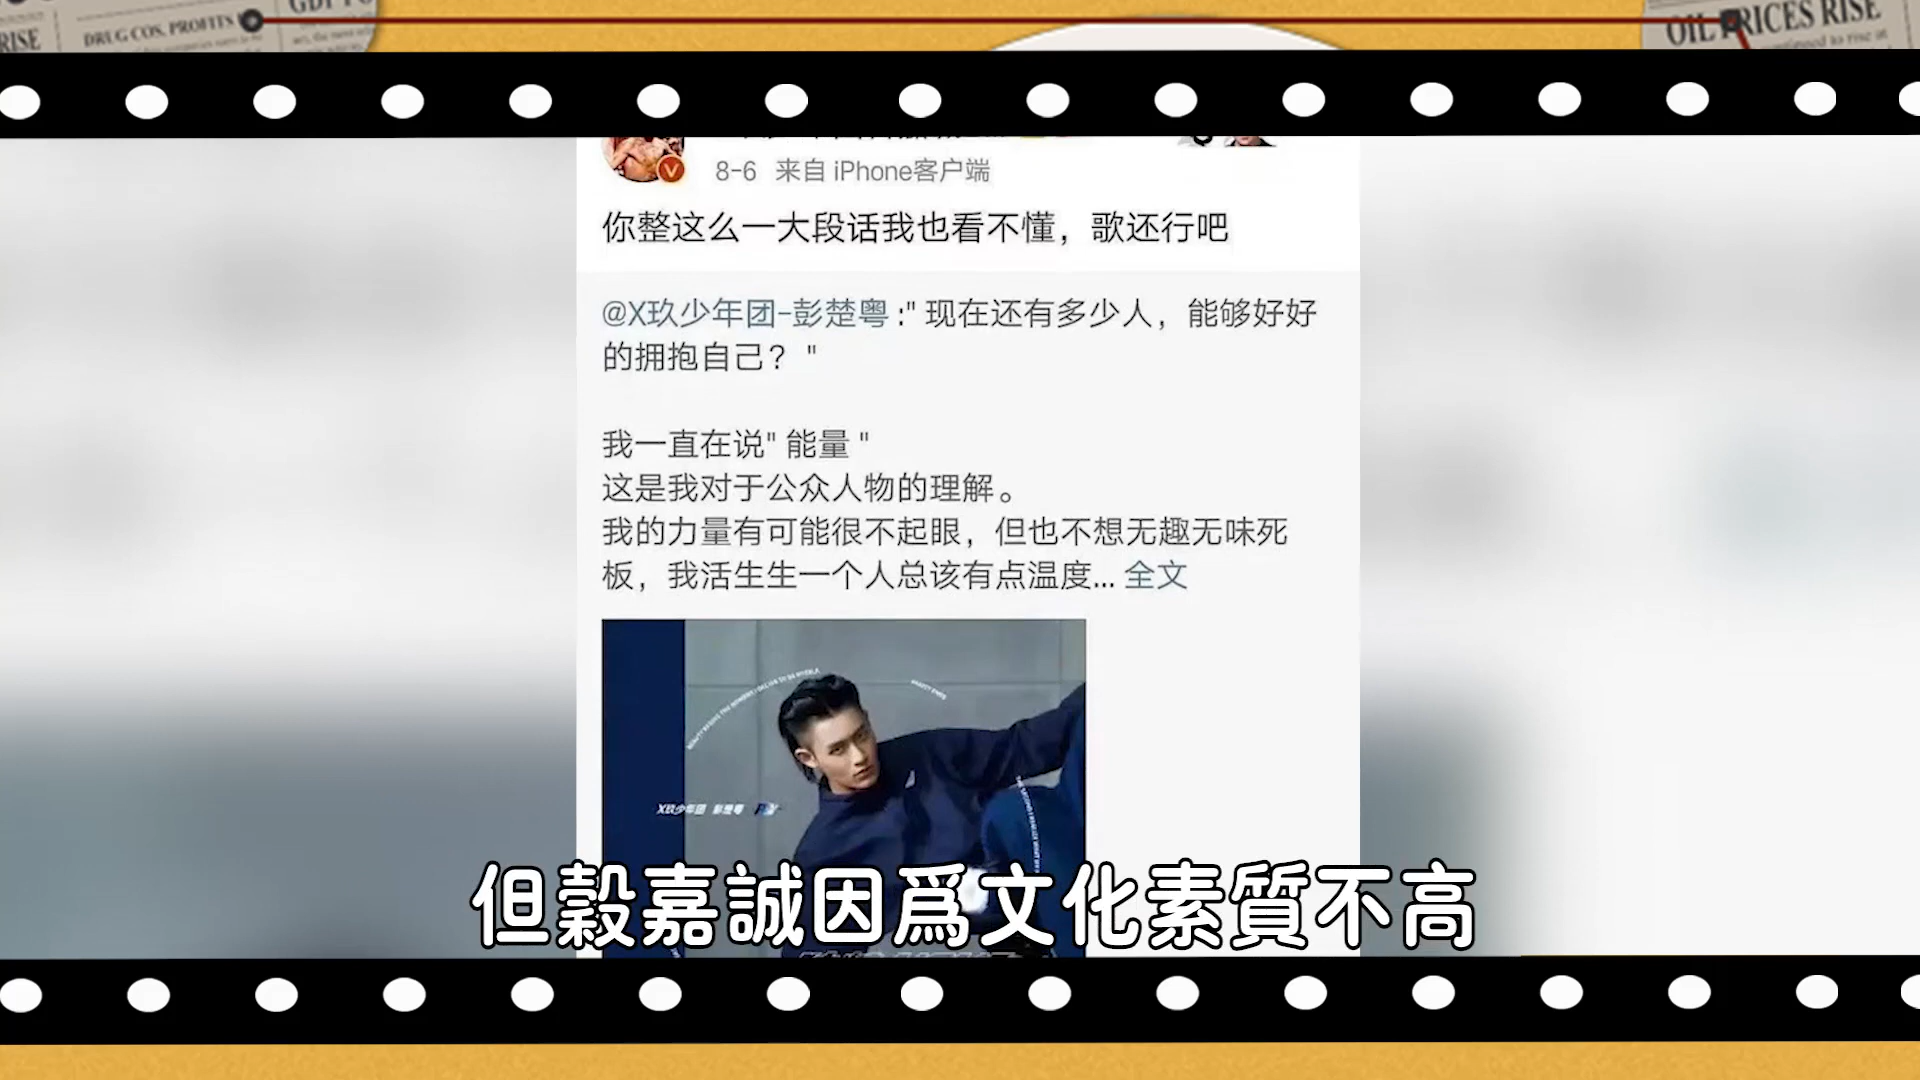 RISE
DRUG COS. PROFITS
OIL PRICES RISE
continued to rise at
8-6 来自 iPhone客户端
你整这么一大段话我也看不懂，歌还行吧
@X玖少年团-彭楚粤 :" 现在还有多少人，能够好好
的拥抱自己？ "
我一直在说" 能量 "
这是我对于公众人物的理解。
我的力量有可能很不起眼，但也不想无趣无味死
板，我活生生一个人总该有点温度... 全文
X玖少年团 彭楚粤
但穀嘉誠因爲文化素質不高